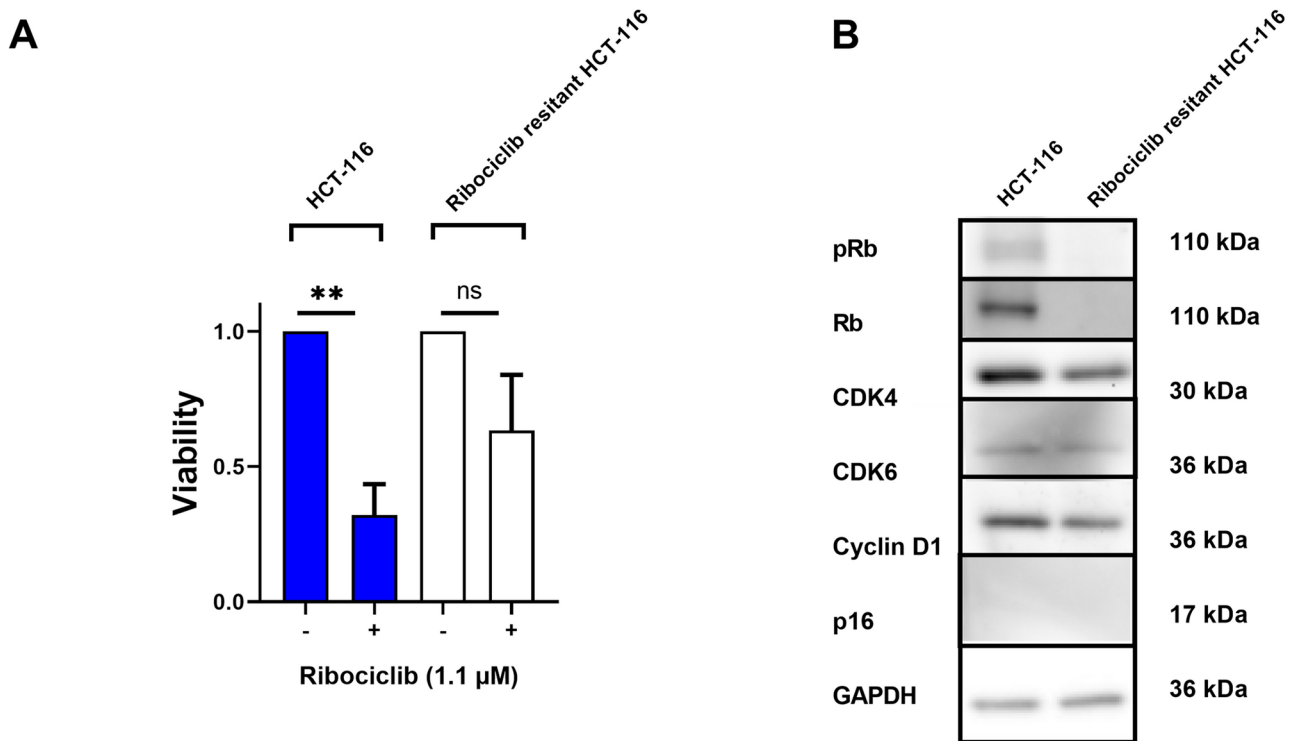 A
HCT-116
Ribociclib resitant HCT-116
**
ns
1.0
0.5
0.0
Viability
- + - +
Ribociclib (1.1 µM)
B
HCT-116
Ribociclib resitant HCT-116
pRb 110 kDa
Rb 110 kDa
CDK4 30 kDa
CDK6 36 kDa
Cyclin D1 36 kDa
p16 17 kDa
GAPDH 36 kDa